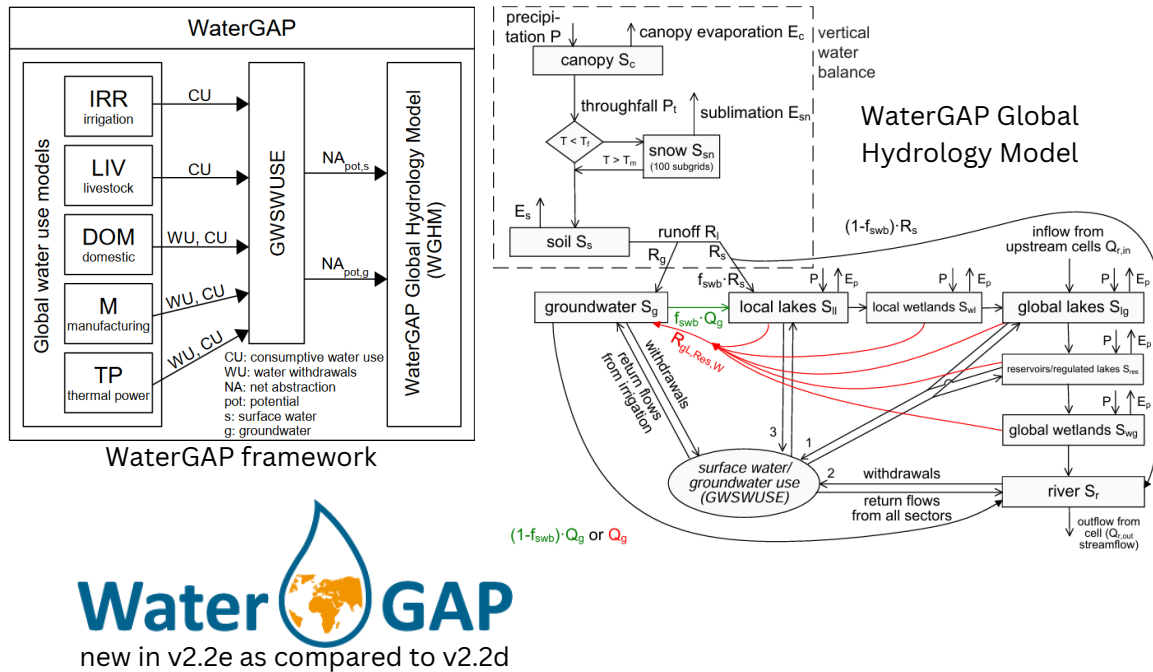 WaterGAP
Global water use models
IRR
irrigation
LIV
livestock
DOM
domestic
M
manufacturing
TP
thermal power
CU
CU
WU, CU
WU, CU
WU, CU
GWSWUSE
NApot,s
NApot,g
WaterGAP Global Hydrology Model
(WGHM)
CU: consumptive water use
WU: water withdrawals
NA: net abstraction
pot: potential
s: surface water
g: groundwater
WaterGAP framework
precipi-
tation P
canopy evaporation Ec
vertical
water
balance
canopy Sc
throughfall Pt
sublimation Esn
T < Tf
T > Tm
snow Ssn
(100 subgrids)
Es
soil Ss
runoff Rl
Rg
Rs
WaterGAP Global
Hydrology Model
(1-fswb)·Rs
inflow from
upstream cells Qr,in
fswb·Rs
P
Ep
P
Ep
P
Ep
groundwater Sg
fswb·Qg
local lakes Sll
local wetlands Swl
global lakes Slg
RgL,Res,W
P
Ep
reservoirs/regulated lakes Sres
P
Ep
global wetlands Swg
withdrawals
return flows
from irrigation
3
1
2
surface water/
groundwater use
(GWSWUSE)
withdrawals
return flows
from all sectors
river Sr
outflow from
cell (Qr,out
streamflow)
(1-fswb)·Qg or Qg
Water GAP
new in v2.2e as compared to v2.2d